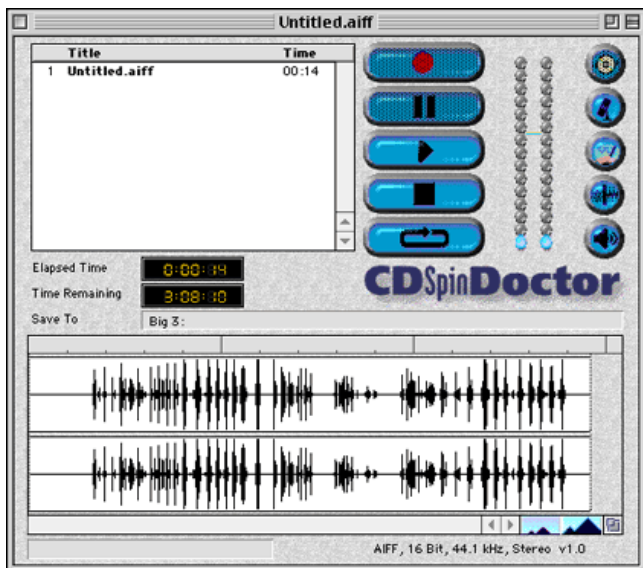 Untitled.aiff
Title Time
1 Untitled.aiff 00:14
Elapsed Time 0:00:14
Time Remaining 3:08:10
CDSpinDoctor
Save To Big 3:
AIFF, 16 Bit, 44.1 kHz, Stereo v1.0